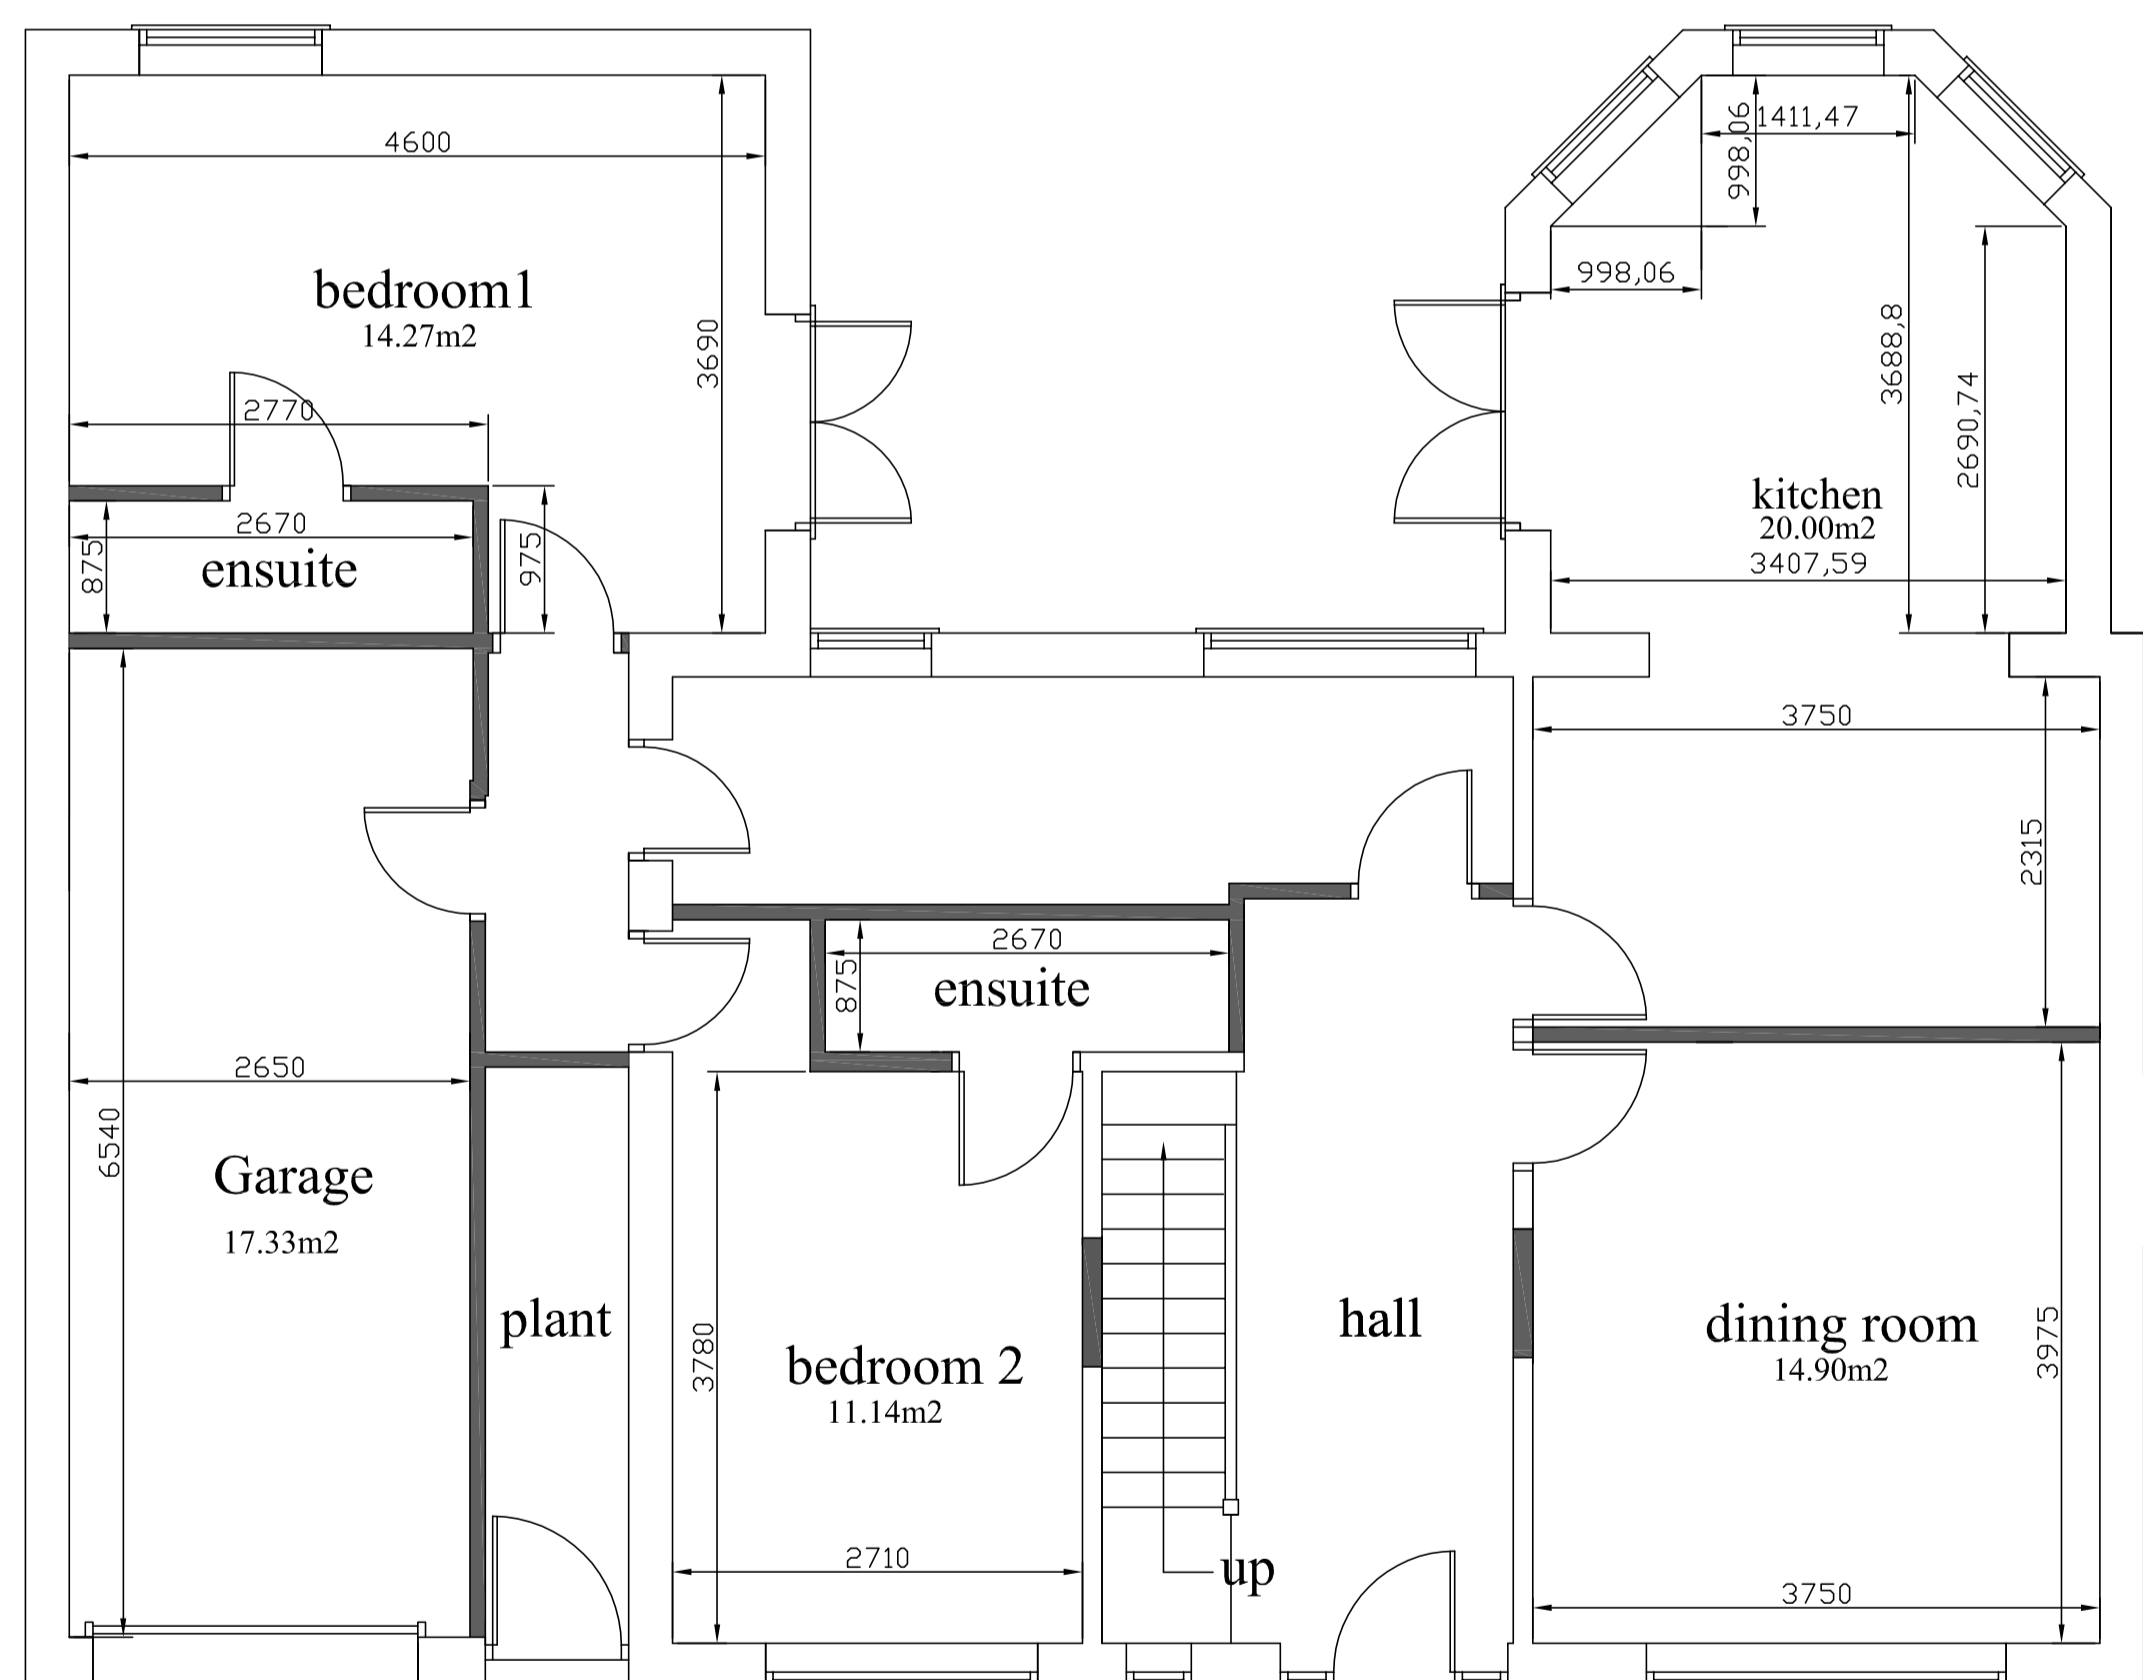 998,06
1411,47
4600
998,06
bedroom1
14.27m2
3690
3688,8
2690,74
2770
kitchen
20.00m2
3407,59
2670
875
ensuite
975
3750
2315
2670
875
ensuite
2650
6540
Garage
17.33m2
plant
3780
bedroom 2
11.14m2
hall
dining room
14.90m2
3975
2710
up
3750